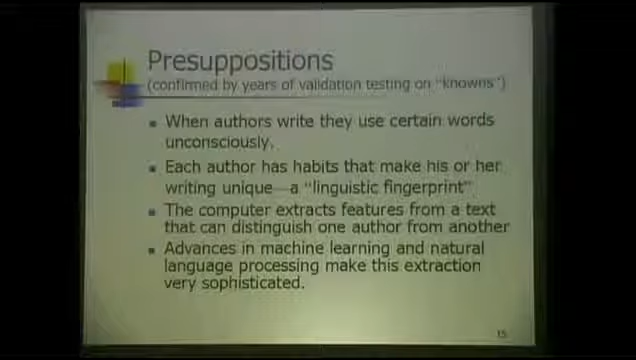 Presuppositions
(confirmed by years of validation testing on "knowns")
When authors write they use certain words
unconsciously.
Each author has habits that make his or her
writing unique—a "linguistic fingerprint"
The computer extracts features from a text
that can distinguish one author from another
Advances in machine learning and natural
language processing make this extraction
very sophisticated.
15